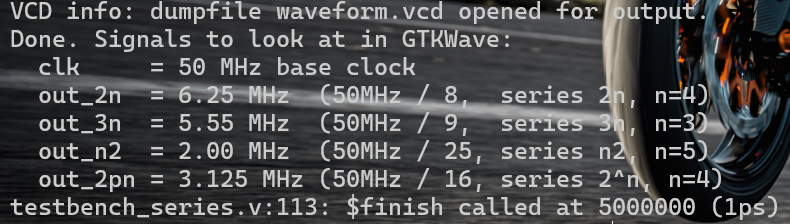 VCD info: dumpfile waveform.vcd opened for output.
Done. Signals to look at in GTKWave:
  clk     = 50 MHz base clock
  out_2n  = 6.25 MHz  (50MHz / 8,  series 2n, n=4)
  out_3n  = 5.55 MHz  (50MHz / 9,  series 3n, n=3)
  out_n2  = 2.00 MHz  (50MHz / 25, series n2, n=5)
  out_2pn = 3.125 MHz (50MHz / 16, series 2^n, n=4)
testbench_series.v:113: $finish called at 5000000 (1ps)